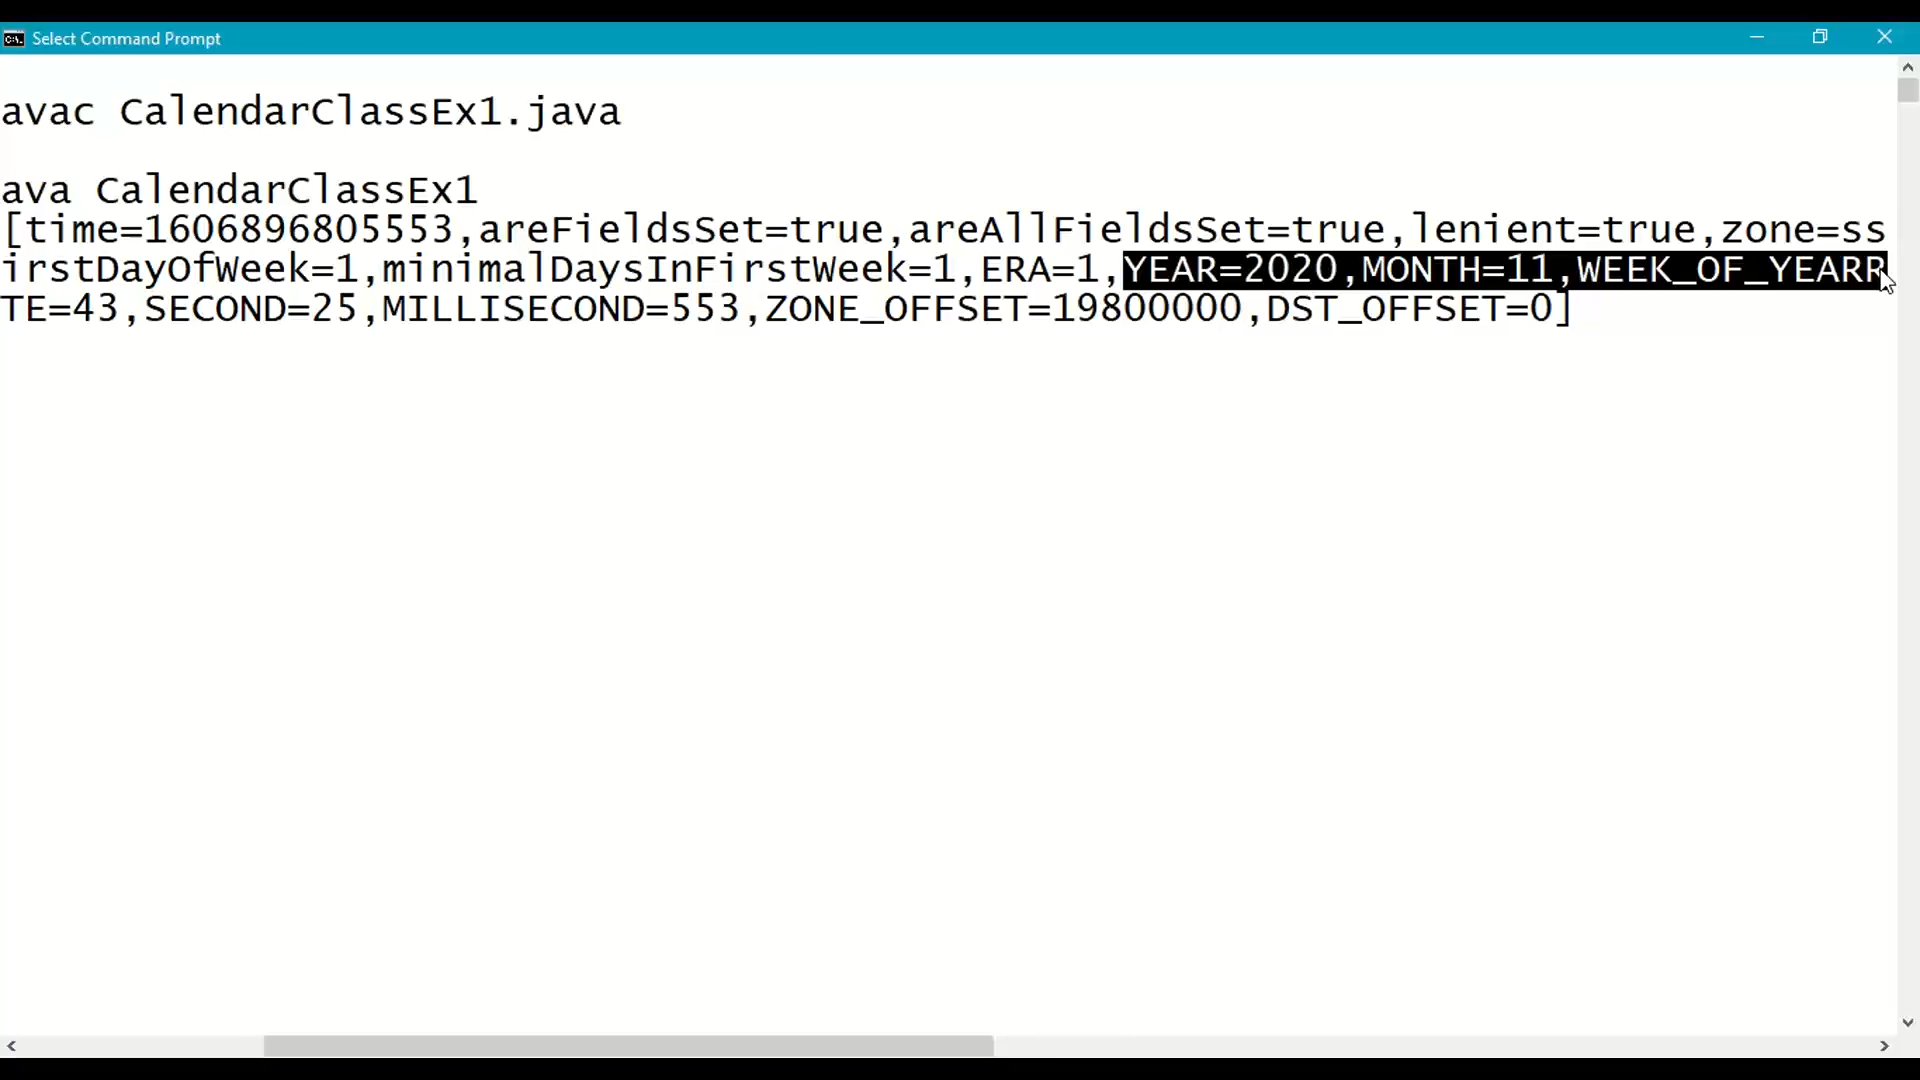 Select Command Prompt
avac CalendarClassEx1.java
ava CalendarClassEx1
[time=1606896805553,areFieldsSet=true,areAllFieldsSet=true,lenient=true,zone=ss
irstDayOfWeek=1,minimalDaysInFirstWeek=1,ERA=1,YEAR=2020,MONTH=11,WEEK_OF_YEARR
TE=43,SECOND=25,MILLISECOND=553,ZONE_OFFSET=19800000,DST_OFFSET=0]